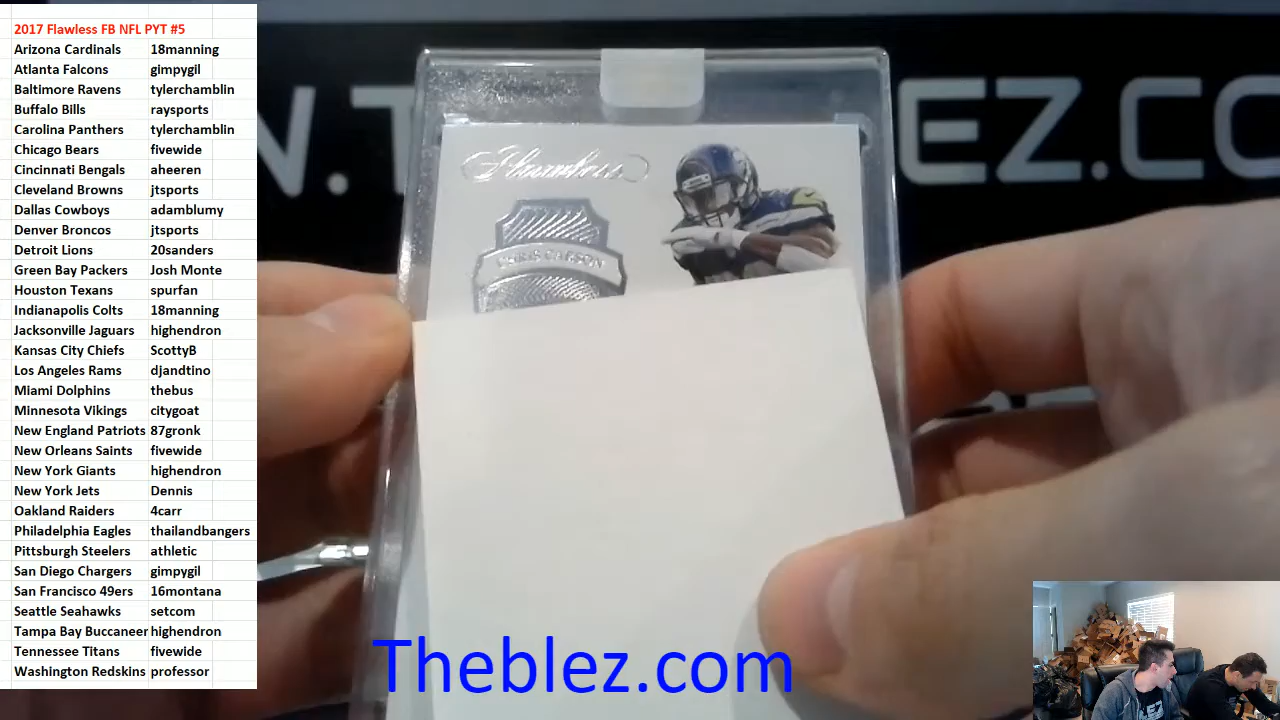 2017 Flawless FB NFL PYT #5
Arizona Cardinals 18manning
Atlanta Falcons gimpygil
Baltimore Ravens tylerchamblin
Buffalo Bills raysports
Carolina Panthers tylerchamblin
Chicago Bears fivewide
Cincinnati Bengals aheeren
Cleveland Browns jtsports
Dallas Cowboys adamblumy
Denver Broncos jtsports
Detroit Lions 20sanders
Green Bay Packers Josh Monte
Houston Texans spurfan
Indianapolis Colts 18manning
Jacksonville Jaguars highendron
Kansas City Chiefs ScottyB
Los Angeles Rams djandtino
Miami Dolphins thebus
Minnesota Vikings citygoat
New England Patriots 87gronk
New Orleans Saints fivewide
New York Giants highendron
New York Jets Dennis
Oakland Raiders 4carr
Philadelphia Eagles thailandbangers
Pittsburgh Steelers athletic
San Diego Chargers gimpygil
San Francisco 49ers 16montana
Seattle Seahawks setcom
Tampa Bay Buccaneer highendron
Tennessee Titans fivewide
Washington Redskins professor
Flawless
CHRIS CARSON
EZ.CO
Theblez.com